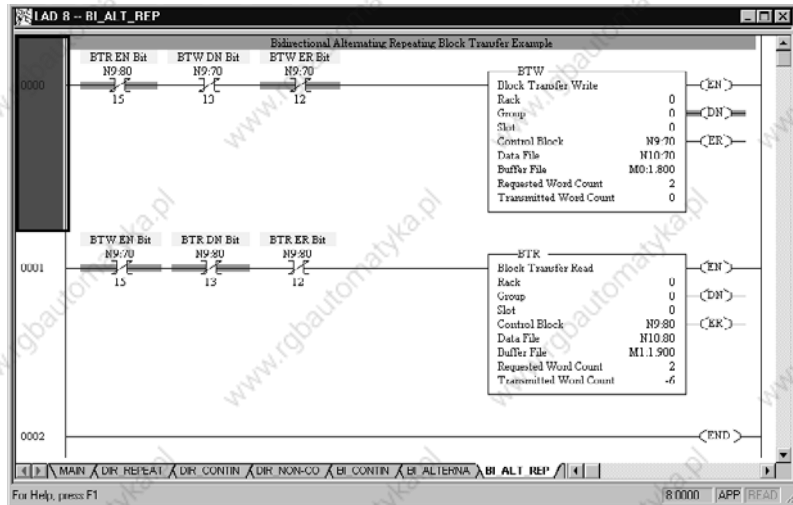 LAD 8 -- BI_ALT_REP
Bidirectional Alternating Repeating Block Transfer Example
BTR EN Bit BTW DN Bit BTW ER Bit
N9:80 N9:70 N9:70
0000
15 13 12
BTW
Block Transfer Write
Rack 0
Group 0
Slot 0
Control Block N9:70
Data File N10:70
Buffer File M0:1.800
Requested Word Count 2
Transmitted Word Count 0
EN
DN
ER
BTW EN Bit BTR DN Bit BTR ER Bit
N9:70 N9:80 N9:80
0001
15 13 12
BTR
Block Transfer Read
Rack 0
Group 0
Slot 0
Control Block N9:80
Data File N10:80
Buffer File M1:1.900
Requested Word Count 2
Transmitted Word Count -6
EN
DN
ER
0002
END
MAIN DIR_REPEAT DIR_CONTIN DIR_NON-CO BI_CONTIN BI_ALTERNA BI_ALT_REP
For Help, press F1
8:0000 APP READ
www.rgbautomatyka.pl